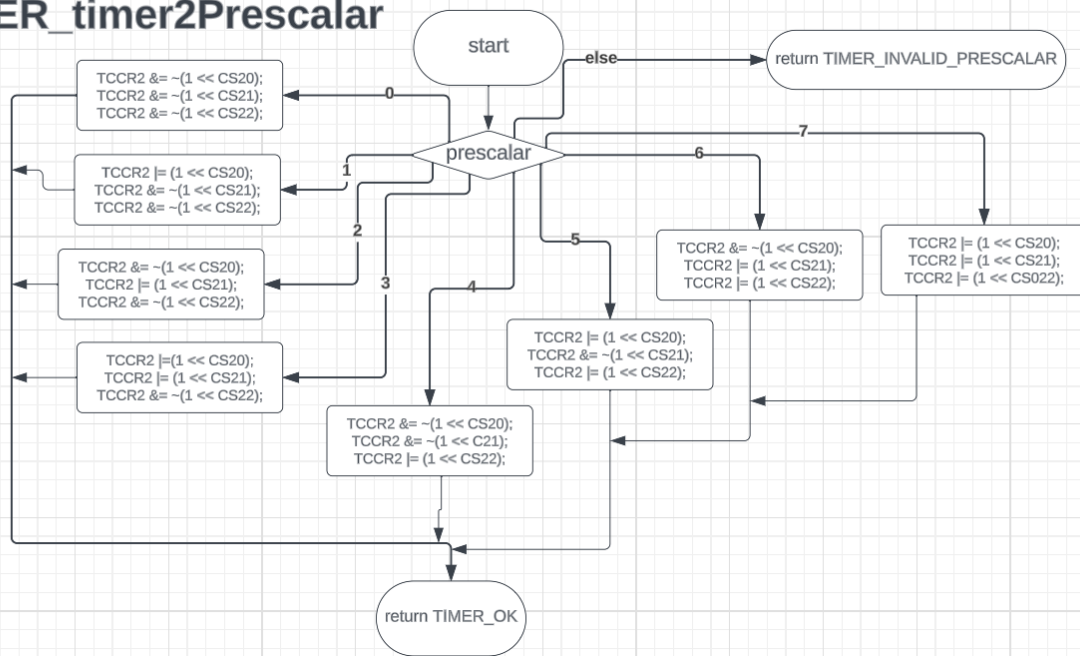 ER_timer2Prescalar
start
else
return TIMER_INVALID_PRESCALAR
TCCR2 &= ~(1 << CS20);
TCCR2 &= ~(1 << CS21);
TCCR2 &= ~(1 << CS22);
0
7
prescalar
6
1
TCCR2 |= (1 << CS20);
TCCR2 &= ~(1 << CS21);
TCCR2 &= ~(1 << CS22);
2
5
TCCR2 &= ~(1 << CS20);
TCCR2 |= (1 << CS21);
TCCR2 |= (1 << CS22);
TCCR2 |= (1 << CS20);
TCCR2 |= (1 << CS21);
TCCR2 |= (1 << CS022);
TCCR2 &= ~(1 << CS20);
TCCR2 |= (1 << CS21);
TCCR2 &= ~(1 << CS22);
3
4
TCCR2 |= (1 << CS20);
TCCR2 &= ~(1 << CS21);
TCCR2 |= (1 << CS22);
TCCR2 |=(1 << CS20);
TCCR2 |= (1 << CS21);
TCCR2 &= ~(1 << CS22);
TCCR2 &= ~(1 << CS20);
TCCR2 &= ~(1 << C21);
TCCR2 |= (1 << CS22);
return TIMER_OK